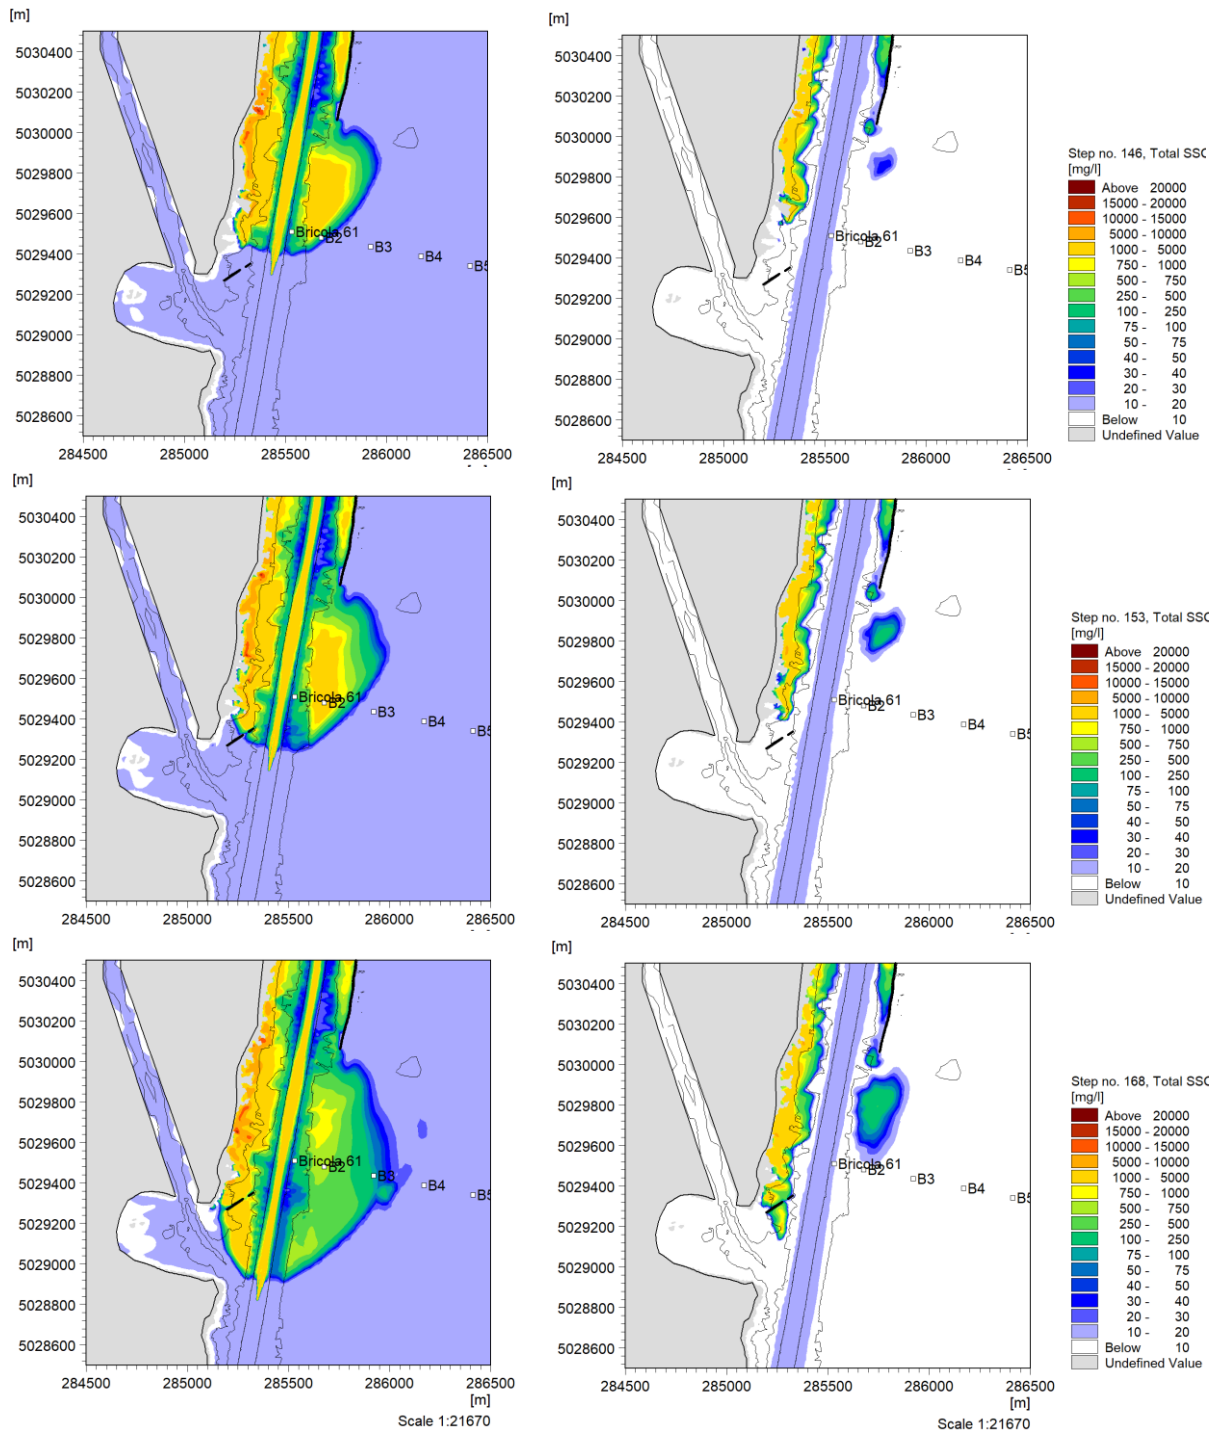 [m]
5030400
5030200
5030000
5029800
5029600
5029400
5029200
5029000
5028800
5028600
284500 285000 285500 286000 286500
Bricola 61
B2
B3
B4
B5
[m]
5030400
5030200
5030000
5029800
5029600
5029400
5029200
5029000
5028800
5028600
284500 285000 285500 286000 286500
Bricola 61
B2
B3
B4
B5
Step no. 146, Total SSC
[mg/l]
Above 20000
15000 - 20000
10000 - 15000
5000 - 10000
1000 - 5000
750 - 1000
500 - 750
250 - 500
100 - 250
75 - 100
50 - 75
40 - 50
30 - 40
20 - 30
10 - 20
Below 10
Undefined Value
[m]
5030400
5030200
5030000
5029800
5029600
5029400
5029200
5029000
5028800
5028600
284500 285000 285500 286000 286500
Bricola 61
B2
B3
B4
B5
[m]
5030400
5030200
5030000
5029800
5029600
5029400
5029200
5029000
5028800
5028600
284500 285000 285500 286000 286500
Bricola 61
B2
B3
B4
B5
Step no. 153, Total SSC
[mg/l]
Above 20000
15000 - 20000
10000 - 15000
5000 - 10000
1000 - 5000
750 - 1000
500 - 750
250 - 500
100 - 250
75 - 100
50 - 75
40 - 50
30 - 40
20 - 30
10 - 20
Below 10
Undefined Value
[m]
5030400
5030200
5030000
5029800
5029600
5029400
5029200
5029000
5028800
5028600
284500 285000 285500 286000 286500
[m]
Scale 1:21670
Bricola 61
B2
B3
B4
B5
[m]
5030400
5030200
5030000
5029800
5029600
5029400
5029200
5029000
5028800
5028600
284500 285000 285500 286000 286500
[m]
Scale 1:21670
Bricola 61
B2
B3
B4
B5
Step no. 168, Total SSC
[mg/l]
Above 20000
15000 - 20000
10000 - 15000
5000 - 10000
1000 - 5000
750 - 1000
500 - 750
250 - 500
100 - 250
75 - 100
50 - 75
40 - 50
30 - 40
20 - 30
10 - 20
Below 10
Undefined Value